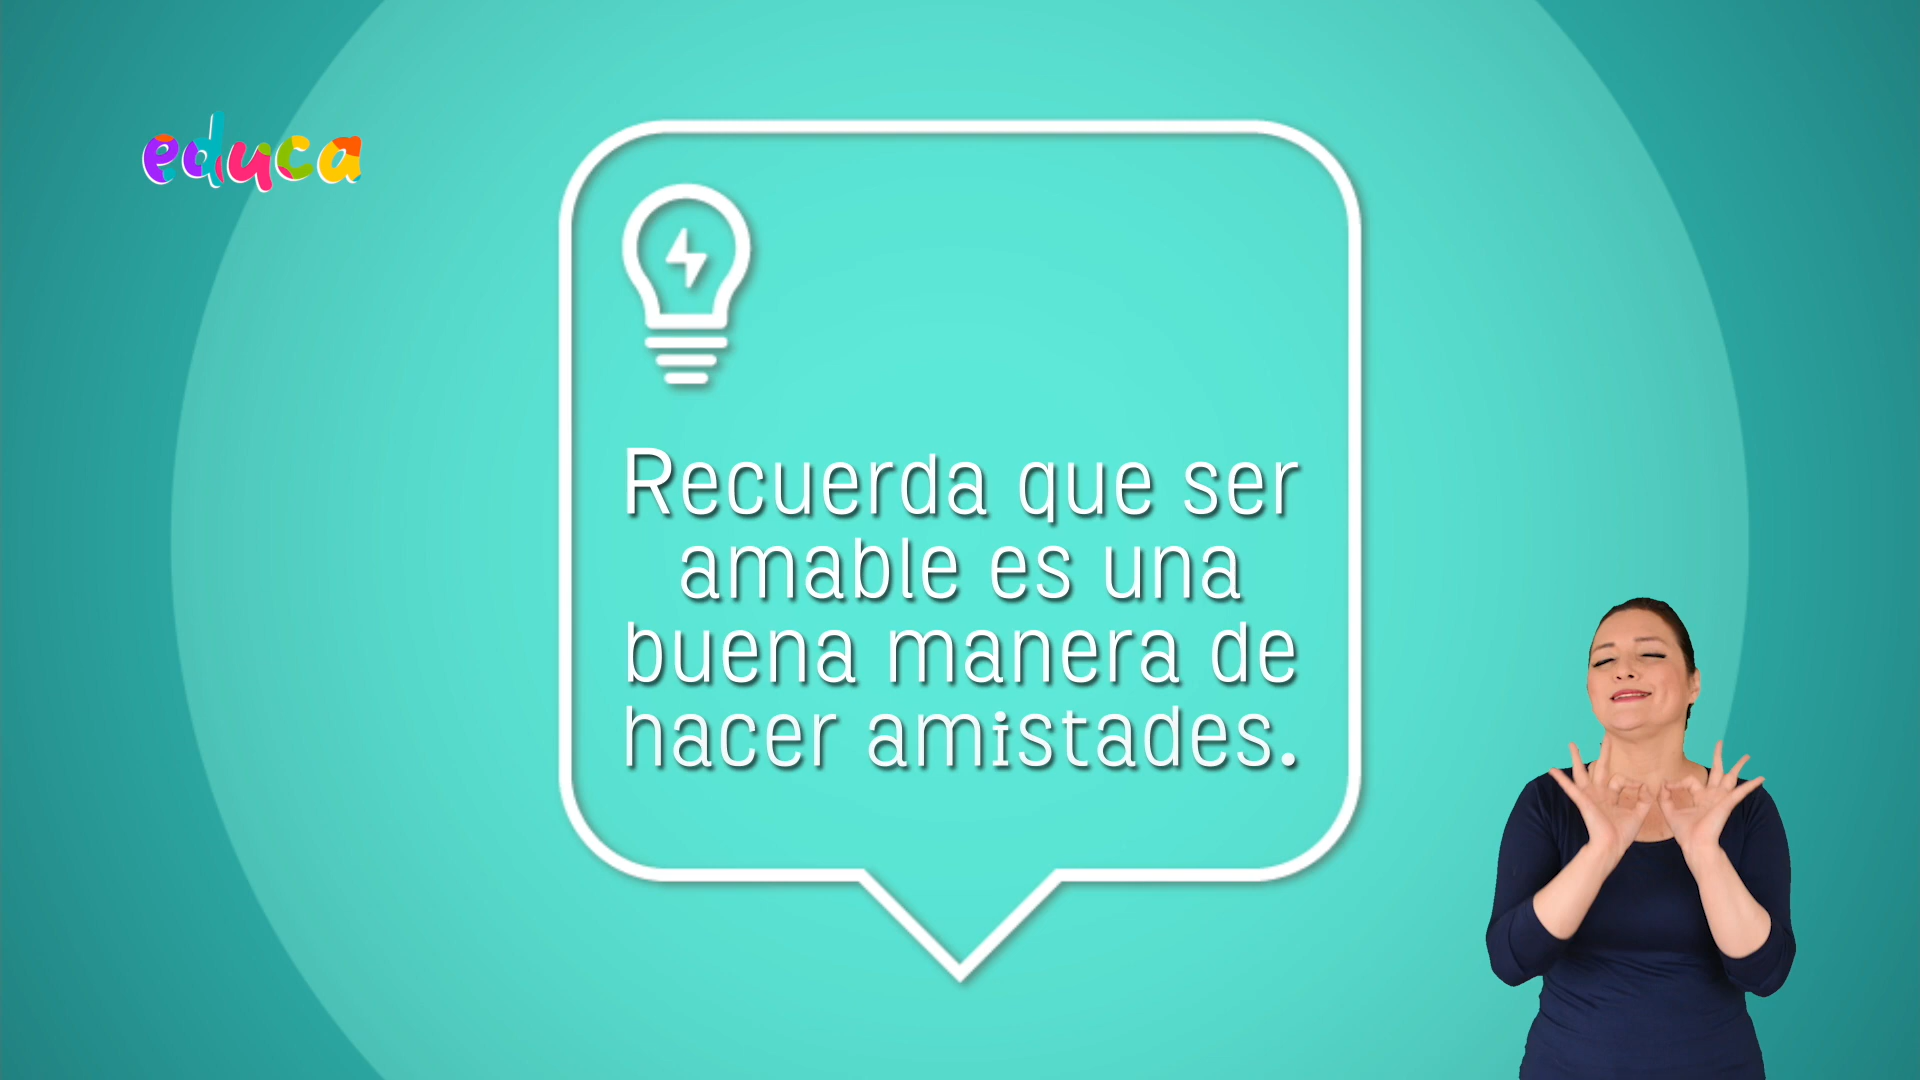 educa
Recuerda que ser
amable es una
buena manera de
hacer amistades.